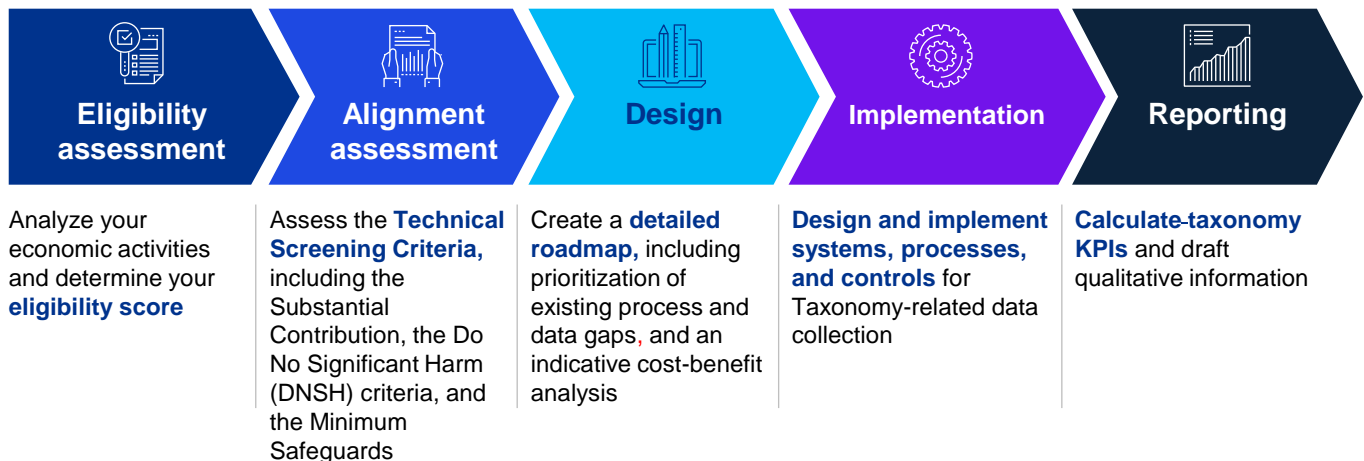 Eligibility
assessment
Alignment
assessment
Design
Implementation
Reporting
Analyze your
economic activities
and determine your
eligibility score
Assess the Technical
Screening Criteria,
including the
Substantial
Contribution, the Do
No Significant Harm
(DNSH) criteria, and
the Minimum
Safeguards
Create a detailed
roadmap, including
prioritization of
existing process and
data gaps, and an
indicative cost-benefit
analysis
Design and implement
systems, processes,
and controls for
Taxonomy-related data
collection
Calculate-taxonomy
KPIs and draft
qualitative information